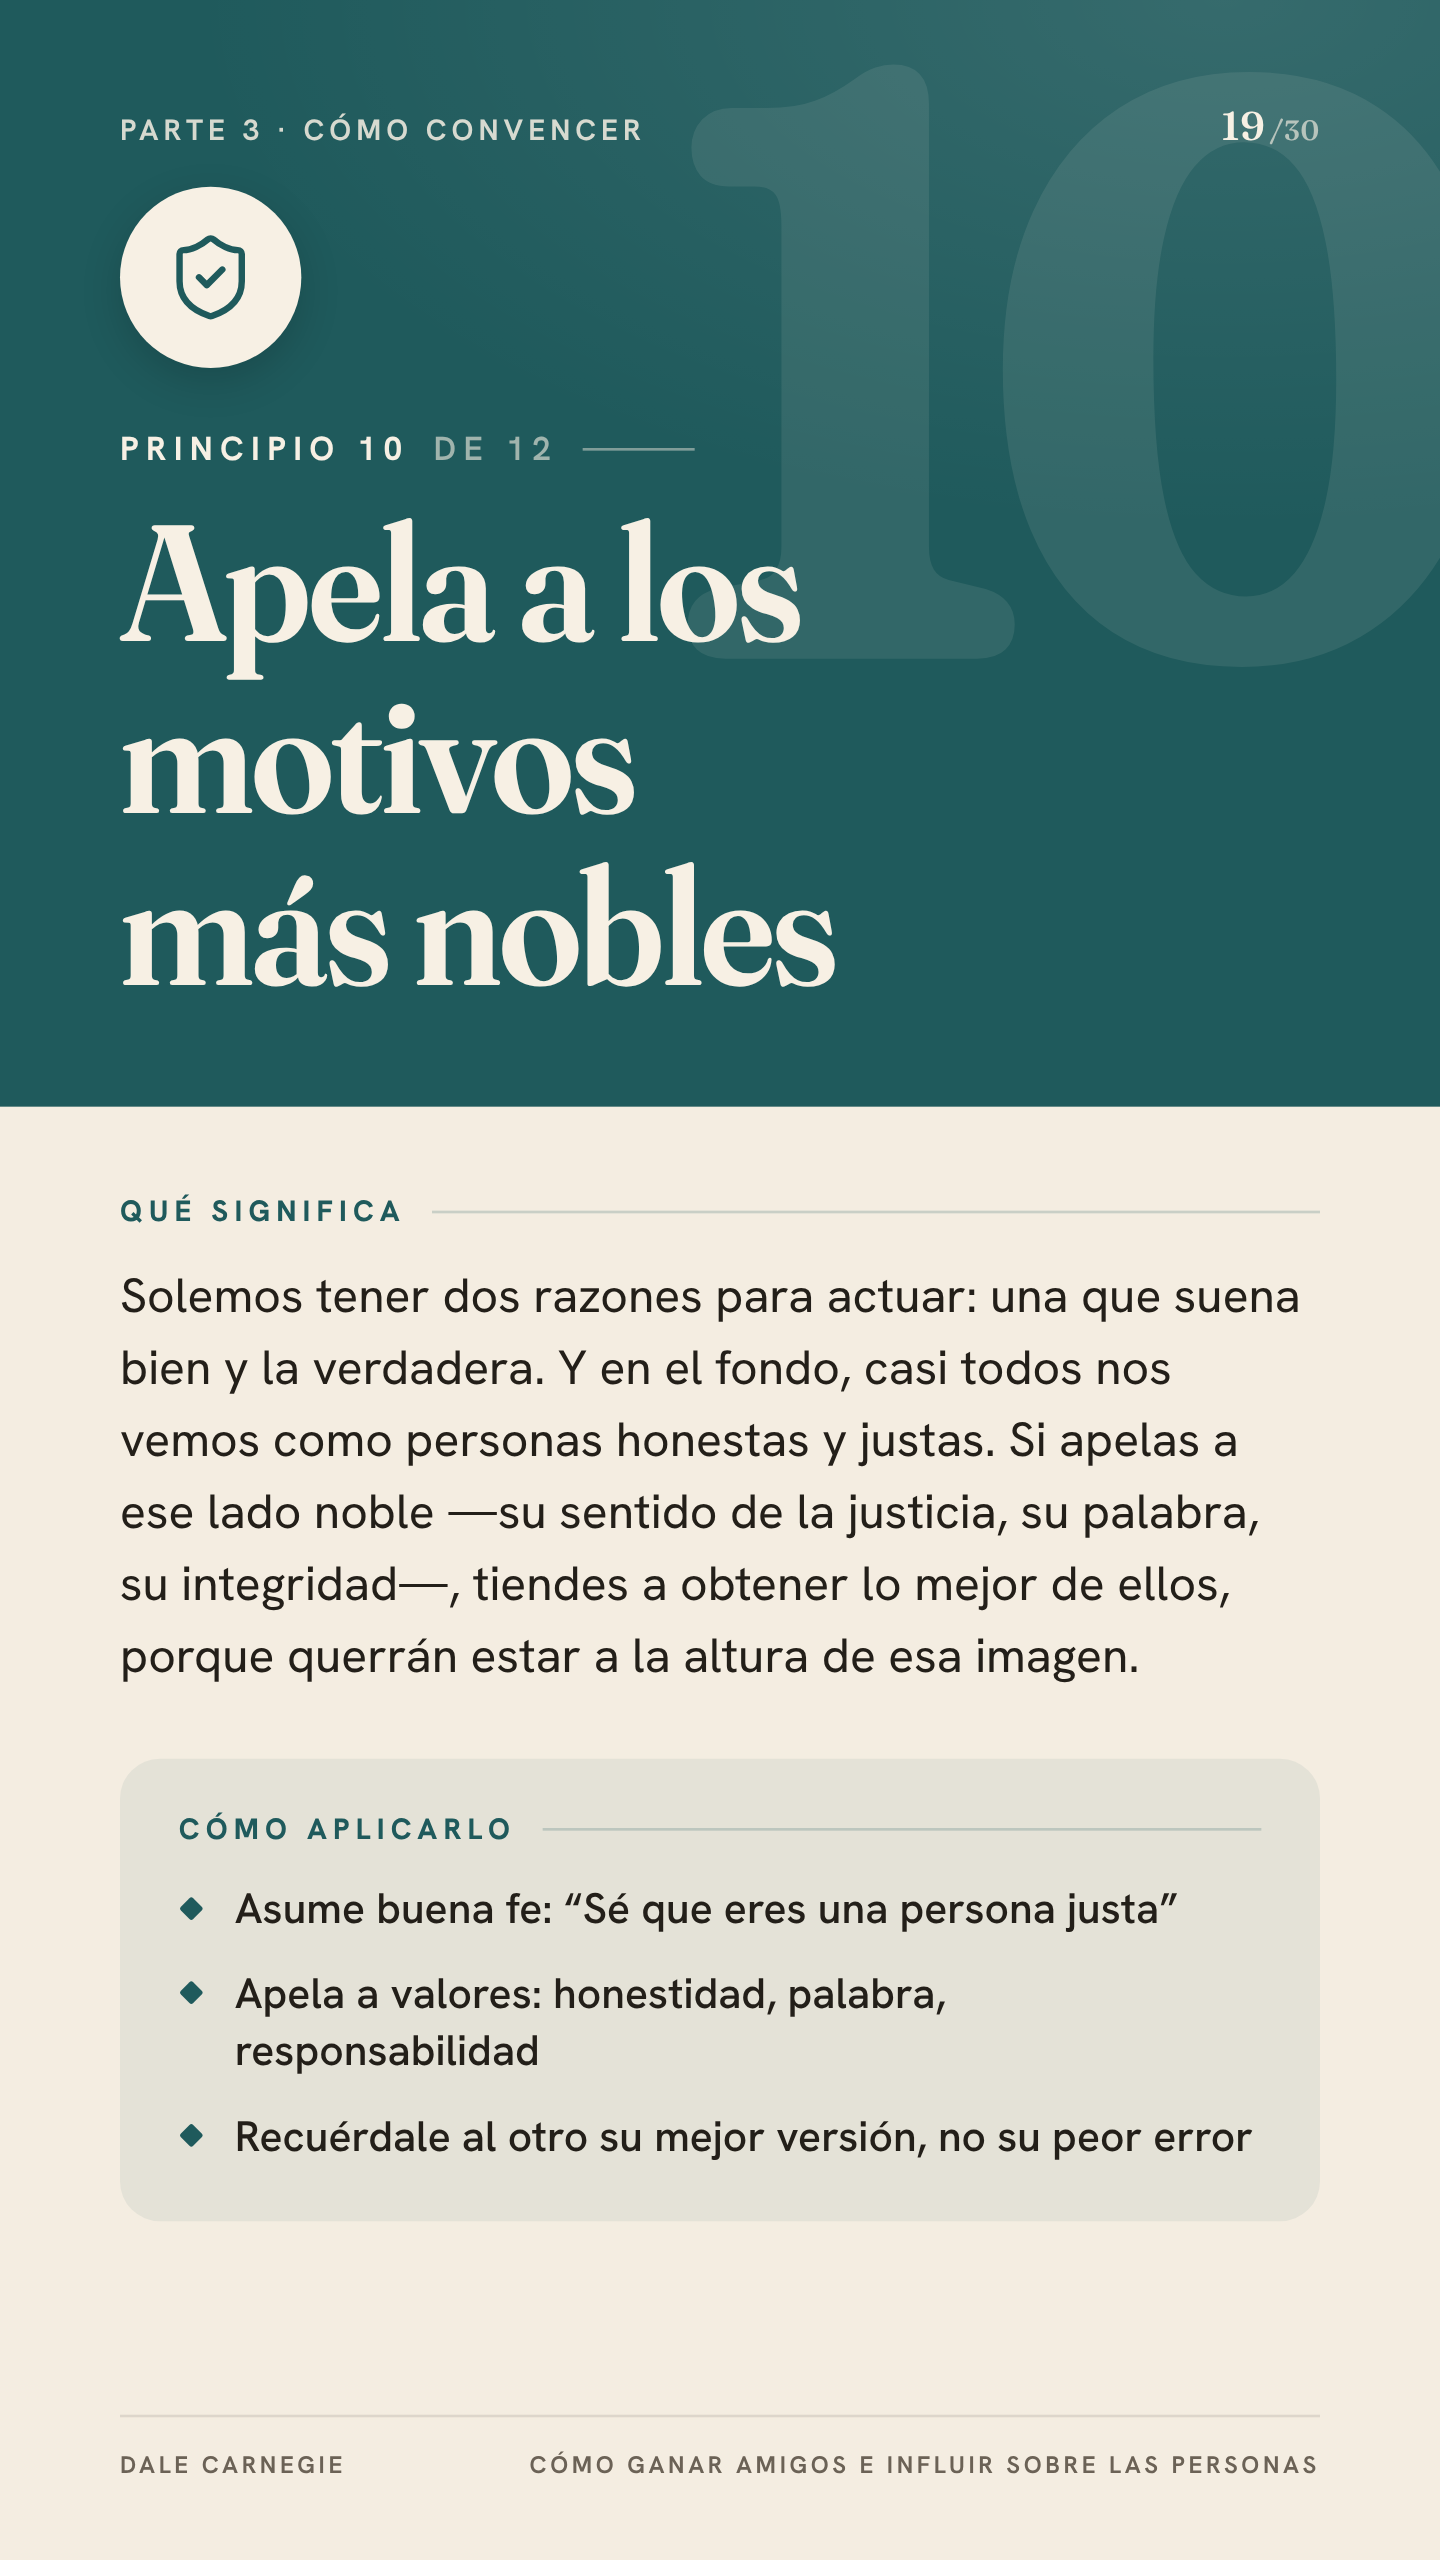 PARTE 3 · CÓMO CONVENCER
19/30
10
PRINCIPIO 10 DE 12
Apela a los
motivos
más nobles
QUÉ SIGNIFICA
Solemos tener dos razones para actuar: una que suena
bien y la verdadera. Y en el fondo, casi todos nos
vemos como personas honestas y justas. Si apelas a
ese lado noble —su sentido de la justicia, su palabra,
su integridad—, tiendes a obtener lo mejor de ellos,
porque querrán estar a la altura de esa imagen.
CÓMO APLICARLO
Asume buena fe: “Sé que eres una persona justa”
Apela a valores: honestidad, palabra,
responsabilidad
Recuérdale al otro su mejor versión, no su peor error
DALE CARNEGIE
CÓMO GANAR AMIGOS E INFLUIR SOBRE LAS PERSONAS